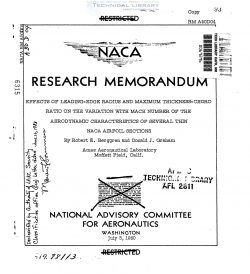 TECHNICAL LIBRARY
RESTRICTED
Copy
RM A50D04
NACA
6315
RESEARCH MEMORANDUM
EFFECTS OF LEADING-EDGE RADIUS AND MAXIMUM THICKNESS-CHORD
RATIO ON THE VARIATION WITH MACH NUMBER OF THE
AERODYNAMIC CHARACTERISTICS OF SEVERAL THIN
NACA AIRFOIL SECTIONS
By Robert E. Berggren and Donald J. Graham
Ames Aeronautical Laboratory
Moffett Field, Calif.
TECHNICAL LIBRARY
AFL 2811
NATIONAL ADVISORY COMMITTEE
FOR AERONAUTICS
WASHINGTON
July 5, 1950
RESTRICTED